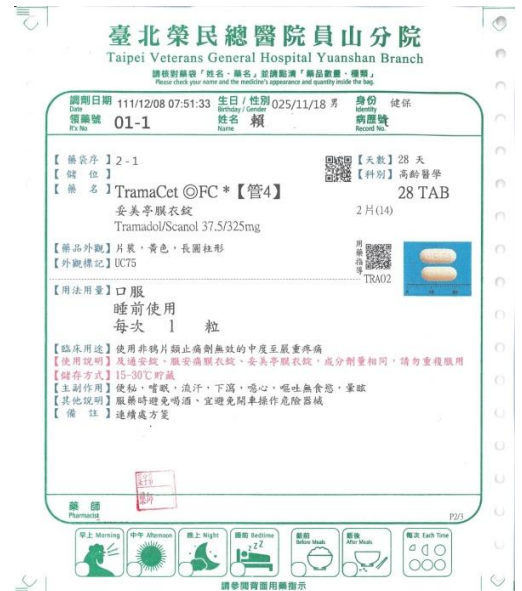 臺北榮民總醫院員山分院
Taipei Veterans General Hospital Yuanshan Branch
請核對藥袋「姓名、藥名」並請點清「藥品數量、種類」
Please check your name and the medicine's appearance and quantity inside the bag.
調劑日期 Date 111/12/08 07:51:33 生日 / 性別 Birthday / Gender 025/11/18 男 身份 Identity 健保
領藥號 R'x No 01-1 姓名 Name 賴 病歷號 Record No.
【藥袋序】2-1 【天數】28 天
【儲位】 【科別】高齡醫學
【藥名】TramaCet ◎FC *【管4】 28 TAB
妥美亭膜衣錠 2 片(14)
Tramadol/Scanol 37.5/325mg
【藥品外觀】片裝,黃色,長圓柱形
【外觀標記】UC75
用藥指導
TRA02
【用法用量】口服
睡前使用
每次 1 粒
【臨床用途】使用非鴉片類止痛劑無效的中度至嚴重疼痛
【使用說明】及通安錠、服安痛膜衣錠、妥美亭膜衣錠,成分劑量相同,請勿重複服用
【儲存方式】15-30℃貯藏
【主副作用】便秘,嗜眠,流汗,下瀉,噁心,嘔吐無食慾,暈眩
【其他說明】服藥時避免喝酒、宜避免開車操作危險器械
【備註】連續處方箋
藥師
Pharmacist
P2/3
早上 Morning 中午 Afternoon 晚上 Night 睡前 Bedtime 飯前 Before Meals 飯後 After Meals 每次 Each Time
請參閱背面用藥指示